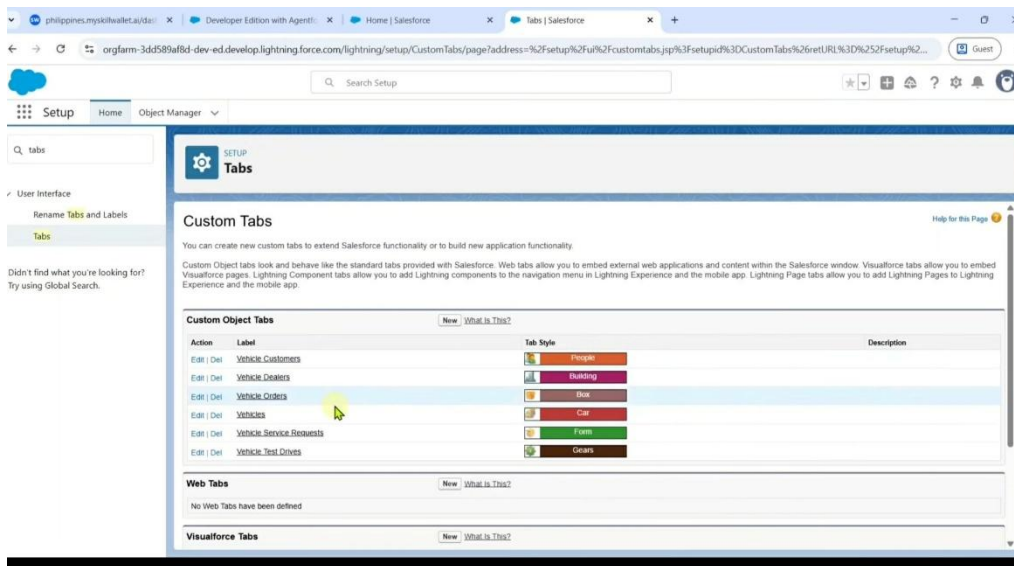 SW philippines.myskillwallet.ai/das
Developer Edition with Agentfo
Home | Salesforce
Tabs | Salesforce
orgfarm-3dd589af8d-dev-ed.develop.lightning.force.com/lightning/setup/CustomTabs/page?address=%2Fsetup%2Fui%2Fcustomtabs.jsp%3Fsetupid%3DCustomTabs%26retURL%3D%252Fsetup%2...
Guest
Search Setup
Setup Home Object Manager
tabs
SETUP
Tabs
User Interface
Rename Tabs and Labels
Tabs
Didn't find what you're looking for?
Try using Global Search.
Custom Tabs
Help for this Page
You can create new custom tabs to extend Salesforce functionality or to build new application functionality.
Custom Object tabs look and behave like the standard tabs provided with Salesforce. Web tabs allow you to embed external web applications and content within the Salesforce window. Visualforce tabs allow you to embed
Visualforce pages. Lightning Component tabs allow you to add Lightning components to the navigation menu in Lightning Experience and the mobile app. Lightning Page tabs allow you to add Lightning Pages to Lightning
Experience and the mobile app.
Custom Object Tabs New What Is This?
Action Label Tab Style Description
Edit | Del Vehicle Customers People
Edit | Del Vehicle Dealers Building
Edit | Del Vehicle Orders Box
Edit | Del Vehicles Car
Edit | Del Vehicle Service Requests Form
Edit | Del Vehicle Test Drives Gears
Web Tabs New What Is This?
No Web Tabs have been defined
Visualforce Tabs New What Is This?